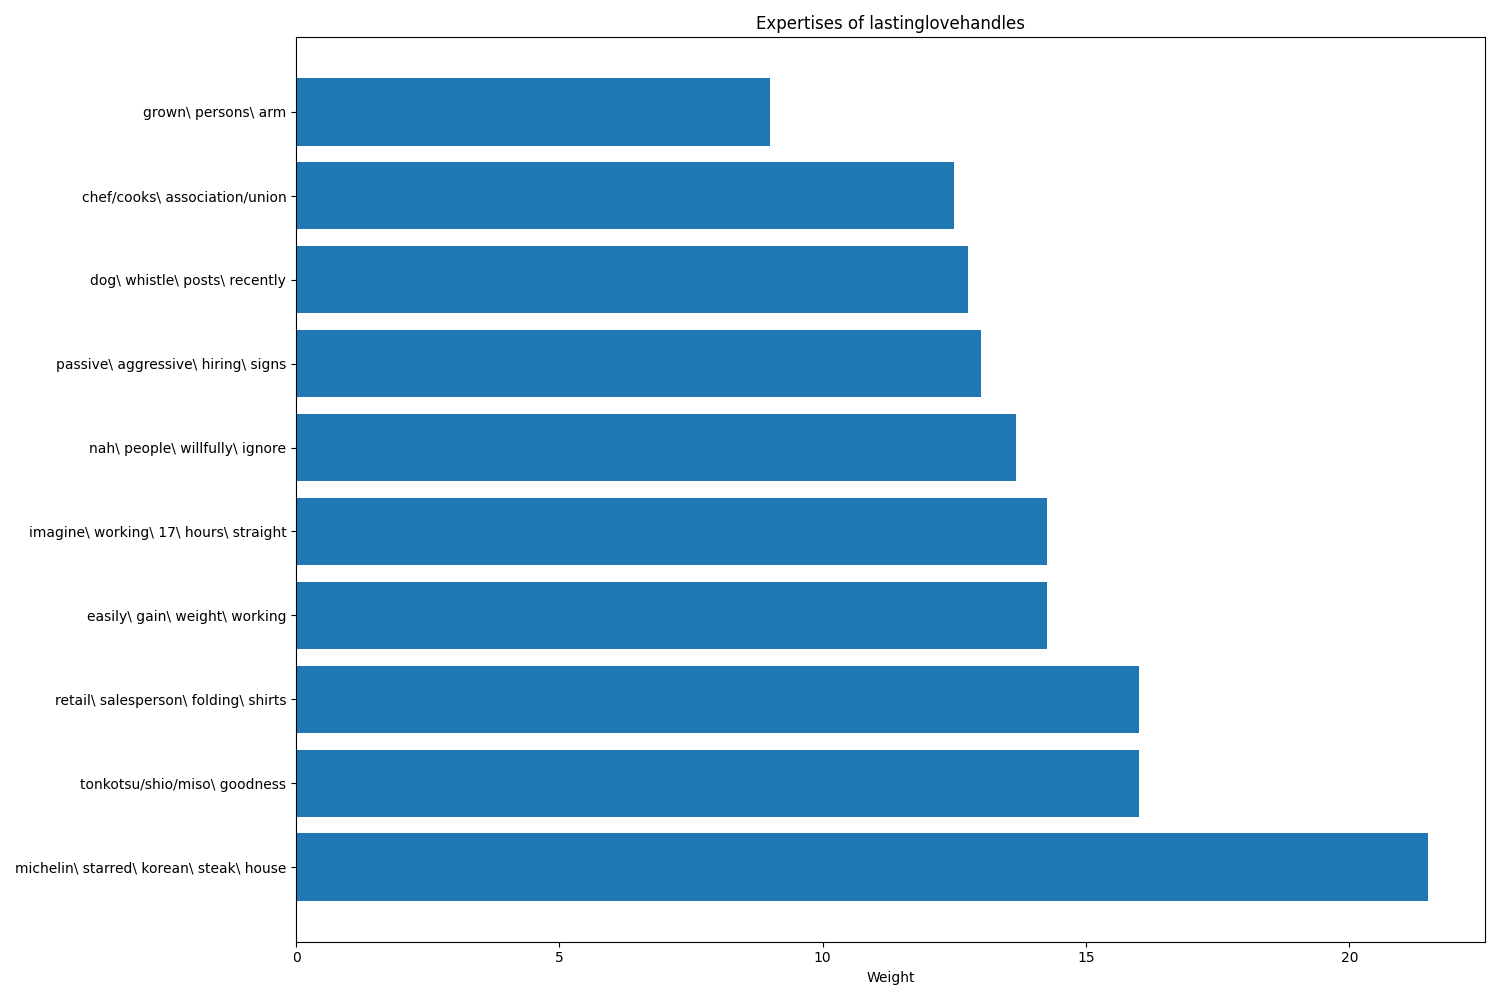 Expertises of lastinglovehandles
grown\ persons\ arm
chef/cooks\ association/union
dog\ whistle\ posts\ recently
passive\ aggressive\ hiring\ signs
nah\ people\ willfully\ ignore
imagine\ working\ 17\ hours\ straight
easily\ gain\ weight\ working
retail\ salesperson\ folding\ shirts
tonkotsu/shio/miso\ goodness
michelin\ starred\ korean\ steak\ house
0 5 10 15 20
Weight